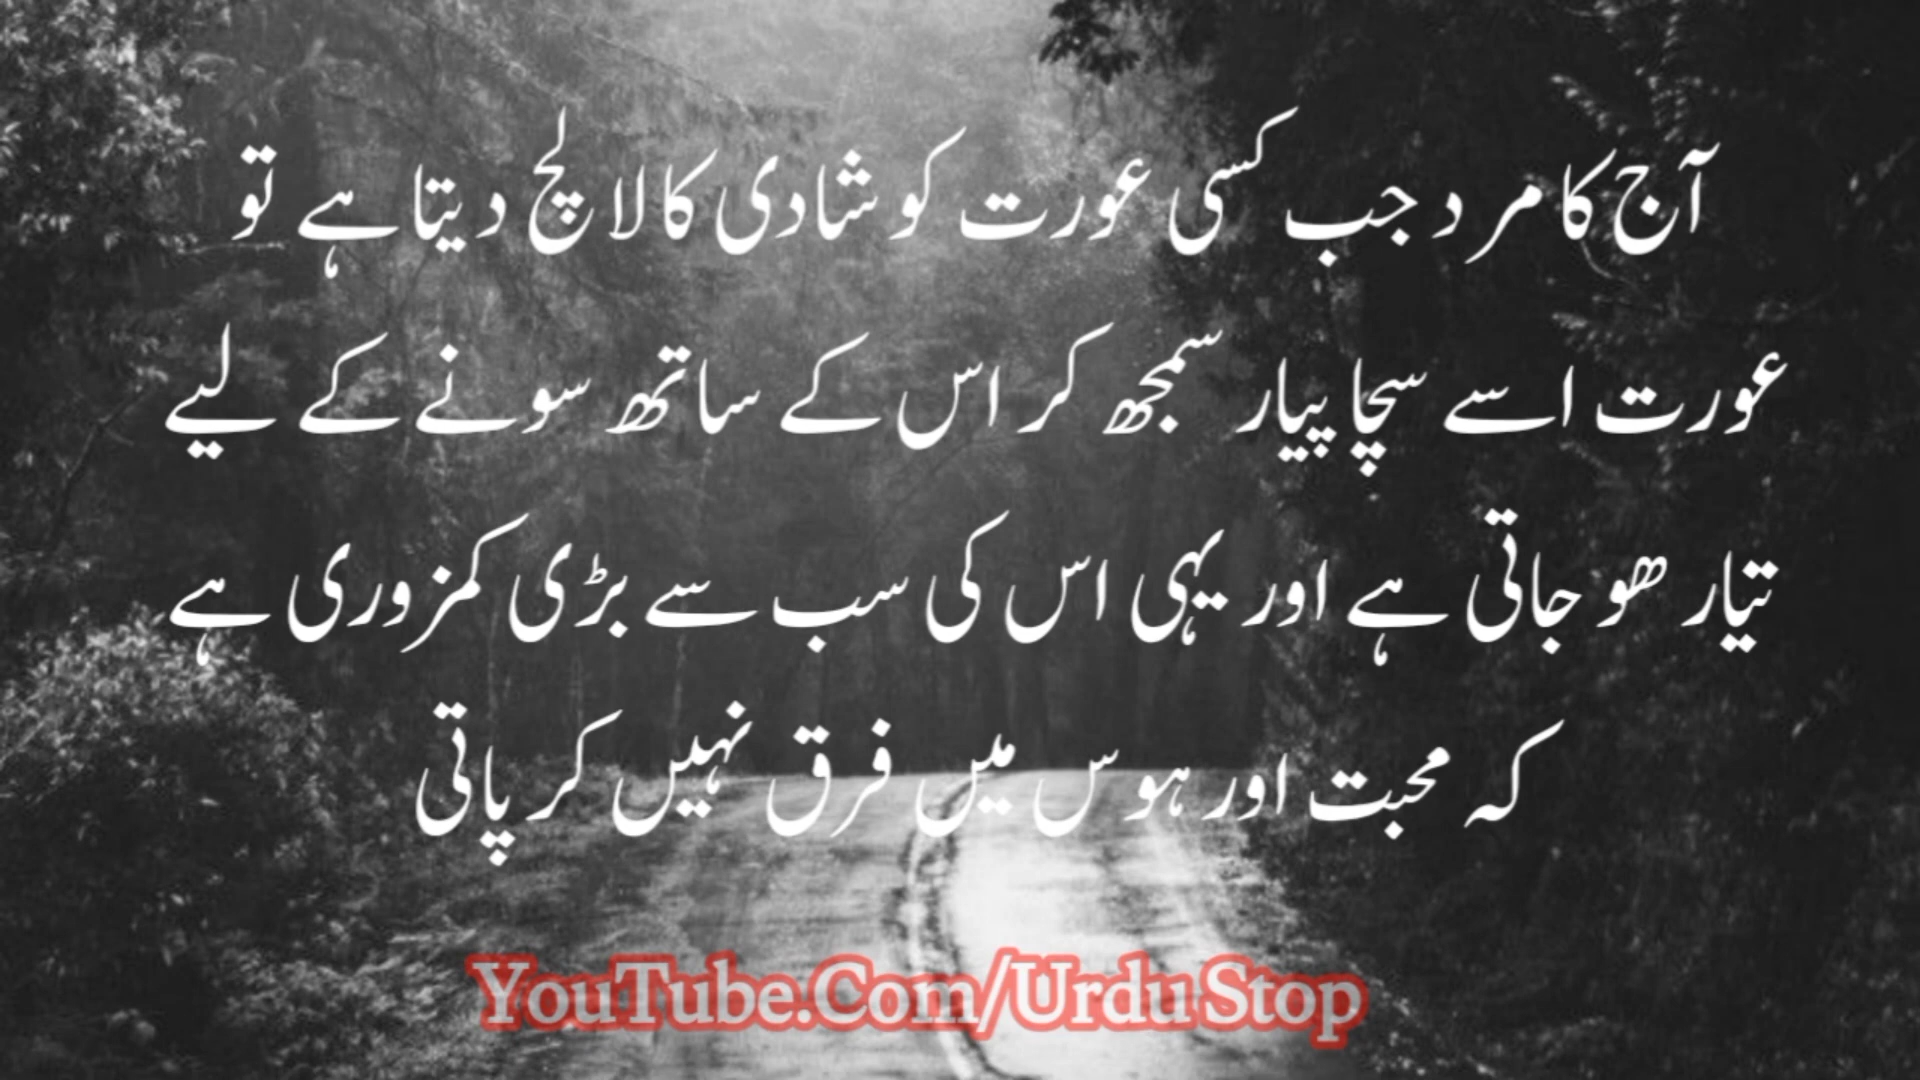 آج کا مرد جب کسی عورت کو شادی کا لالچ دیتا ہے تو
عورت اسے سچا پیار سمجھ کر اس کے ساتھ سونے کے لیے
تیار ھو جاتی ہے اور یہی اس کی سب سے بڑی کمزوری ہے
کہ محبت اور ہوس میں فرق نہیں کر پاتی
YouTube.Com/Urdu Stop